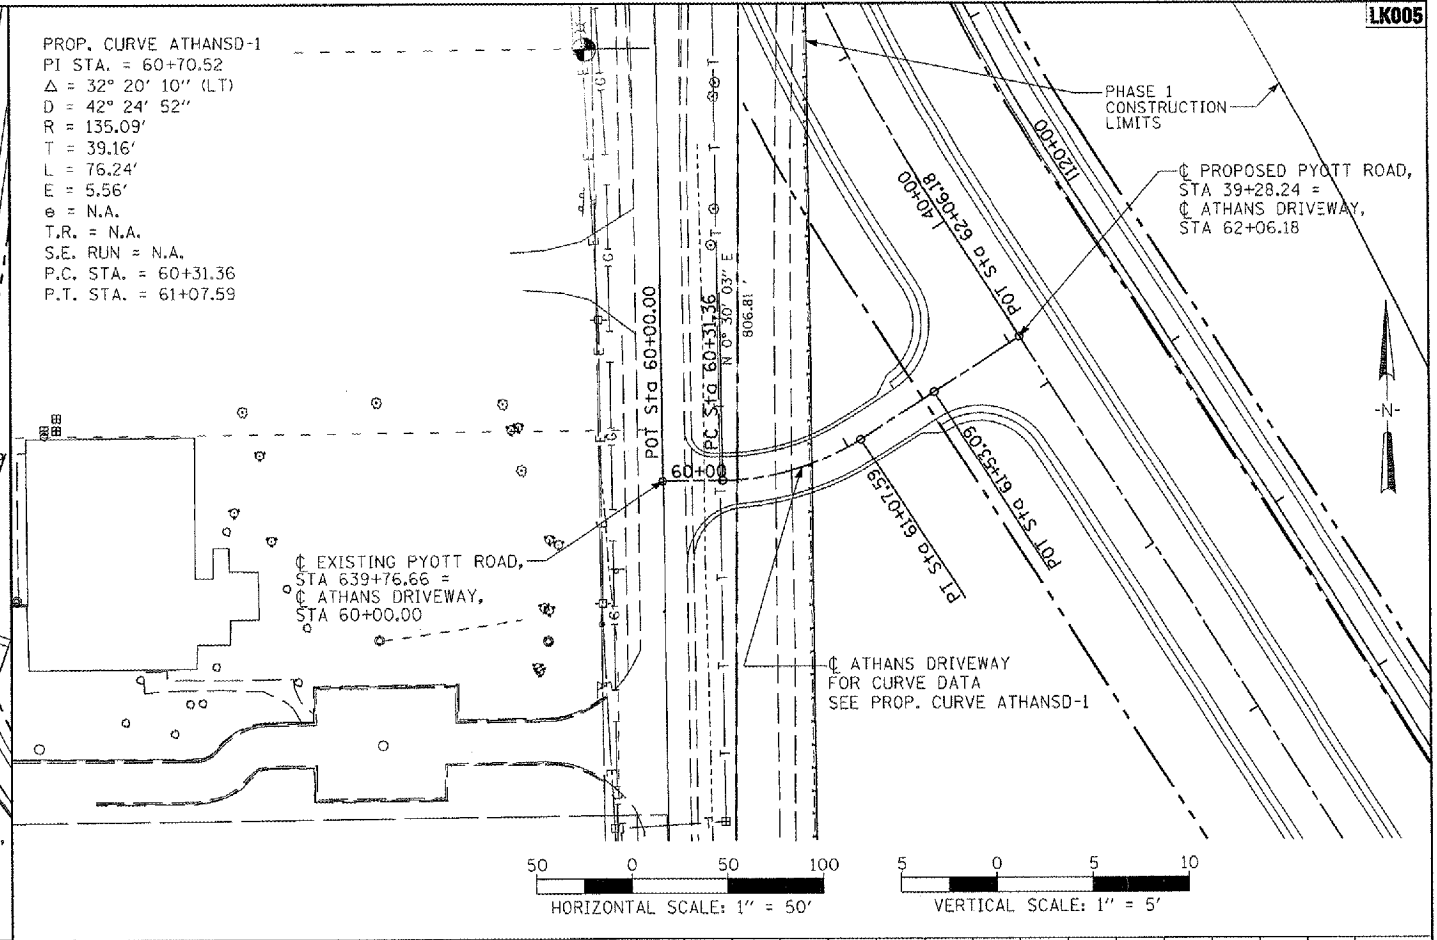 LK005
PROP. CURVE ATHANSD-1
PI STA. = 60+70.52
Δ = 32° 20' 10" (LT)
D = 42° 24' 52"
R = 135.09'
T = 39.16'
L = 76.24'
E = 5.56'
e = N.A.
T.R. = N.A.
S.E. RUN = N.A.
P.C. STA. = 60+31.36
P.T. STA. = 61+07.59
PHASE 1
CONSTRUCTION
LIMITS
℄ PROPOSED PYOTT ROAD,
STA 39+28.24 =
℄ ATHANS DRIVEWAY,
STA 62+06.18
1120+00
40+00
POT Sta 62+06.18
POT Sta 60+00.00
PC Sta 60+31.36
N 0° 30' 03" E
806.81'
60+00
PT Sta 61+07.59
POT Sta 61+53.09
-N-
℄ EXISTING PYOTT ROAD,
STA 639+76.66 =
℄ ATHANS DRIVEWAY,
STA 60+00.00
℄ ATHANS DRIVEWAY
FOR CURVE DATA
SEE PROP. CURVE ATHANSD-1
50 0 50 100
HORIZONTAL SCALE: 1" = 50'
5 0 5 10
VERTICAL SCALE: 1" = 5'